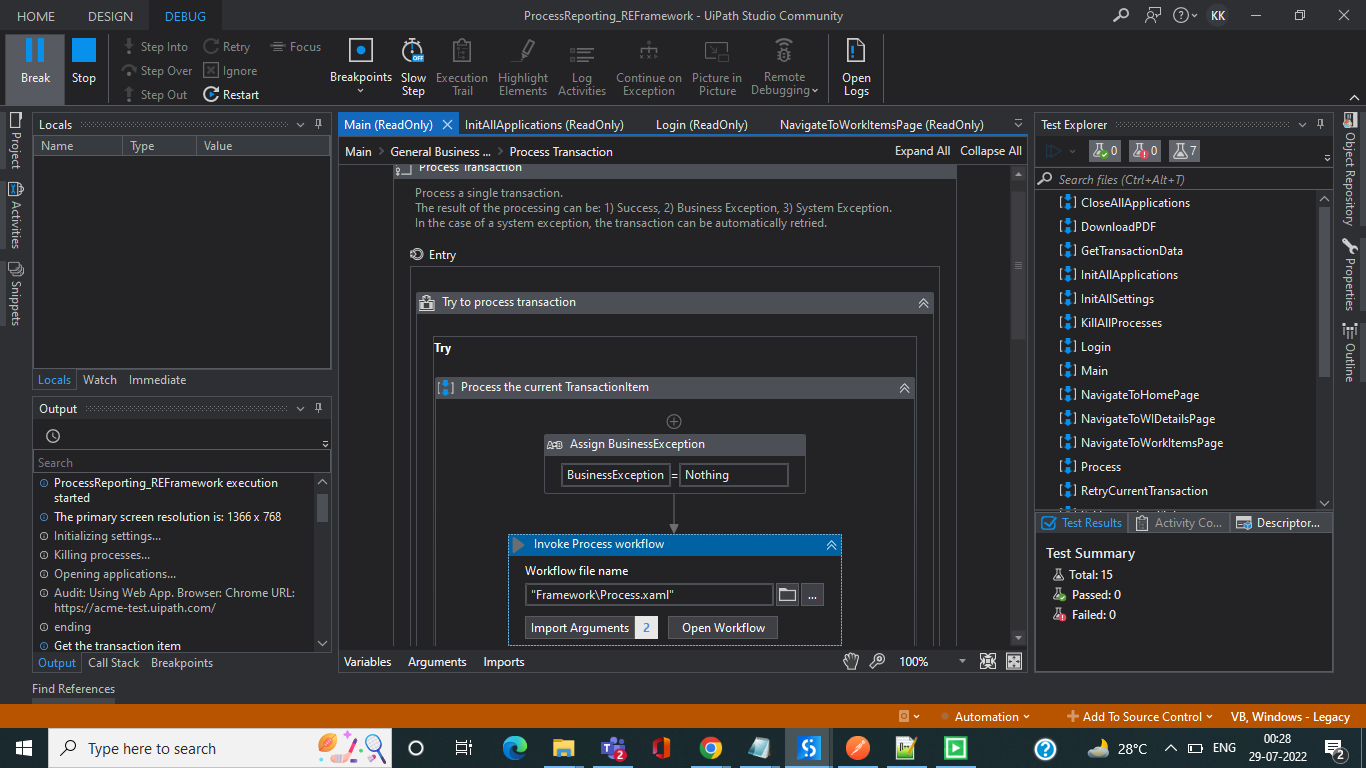 HOME
DESIGN
DEBUG
ProcessReporting_REFramework - UiPath Studio Community
KK
Break
Stop
Step Into
Step Over
Step Out
Retry
Ignore
Restart
Focus
Breakpoints
Slow
Step
OFF
Execution
Trail
Highlight
Elements
Log
Activities
Continue on
Exception
Picture in
Picture
Remote
Debugging
Open
Logs
Project
Activities
Snippets
Locals
Name
Type
Value
Locals
Watch
Immediate
Output
Search
ProcessReporting_REFramework execution
started
The primary screen resolution is: 1366 x 768
Initializing settings...
Killing processes...
Opening applications...
Audit: Using Web App. Browser: Chrome URL:
https://acme-test.uipath.com/
ending
Get the transaction item
Output
Call Stack
Breakpoints
Find References
Main (ReadOnly)
InitAllApplications (ReadOnly)
Login (ReadOnly)
NavigateToWorkItemsPage (ReadOnly)
Main
General Business ...
Process Transaction
Expand All
Collapse All
Process Transaction
Process a single transaction.
The result of the processing can be: 1) Success, 2) Business Exception, 3) System Exception.
In the case of a system exception, the transaction can be automatically retried.
Entry
Try to process transaction
Try
Process the current TransactionItem
Assign BusinessException
BusinessException = Nothing
Invoke Process workflow
Workflow file name
"Framework\Process.xaml"
...
Import Arguments 2
Open Workflow
Variables
Arguments
Imports
100%
Test Explorer
0
0
7
Search files (Ctrl+Alt+T)
CloseAllApplications
DownloadPDF
GetTransactionData
InitAllApplications
InitAllSettings
KillAllProcesses
Login
Main
NavigateToHomePage
NavigateToWIDetailsPage
NavigateToWorkItemsPage
Process
RetryCurrentTransaction
Test Results
Activity Co...
Descriptor...
Test Summary
Total: 15
Passed: 0
Failed: 0
Object Repository
Properties
Outline
Automation
Add To Source Control
VB, Windows - Legacy
Type here to search
2
28°C
ENG
00:28
29-07-2022
2